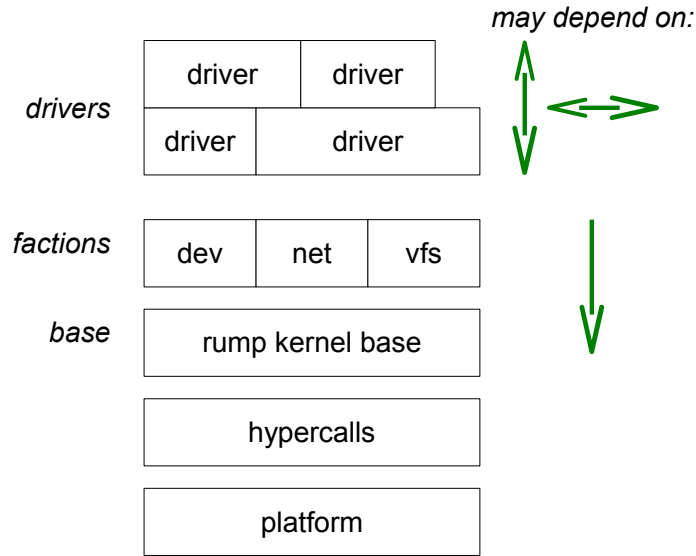 may depend on:
driver driver
drivers
driver driver
factions
dev net vfs
base
rump kernel base
hypercalls
platform